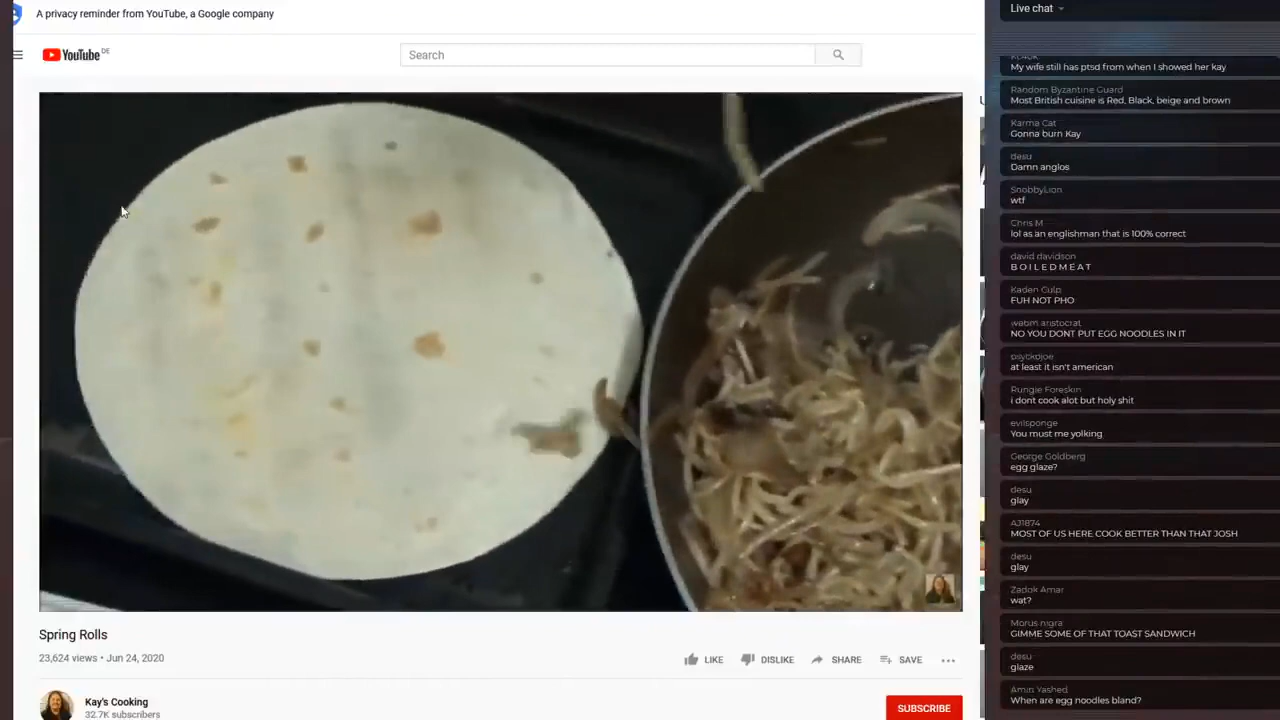 A privacy reminder from YouTube, a Google company
YouTube DE
Search
Spring Rolls
23,624 views • Jun 24, 2020
LIKE
DISLIKE
SHARE
SAVE
Kay's Cooking
32.7K subscribers
SUBSCRIBE
Live chat
My wife still has ptsd from when I showed her kay
Random Byzantine Guard
Most British cuisine is Red, Black, beige and brown
Karma Cat
Gonna burn Kay
desu
Damn anglos
SnobbyLion
wtf
Chris M
lol as an englishman that is 100% correct
david davidson
B O I L E D M E A T
Kaden Culp
FUH NOT PHO
webm aristocrat
NO YOU DONT PUT EGG NOODLES IN IT
psyckojoe
at least it isn't american
Rungie Foreskin
i dont cook alot but holy shit
evilsponge
You must me yolking
George Goldberg
egg glaze?
desu
glay
AJ1874
MOST OF US HERE COOK BETTER THAN THAT JOSH
desu
glay
Zadok Amar
wat?
Morus nigra
GIMME SOME OF THAT TOAST SANDWICH
desu
glaze
Amin Yashed
When are egg noodles bland?